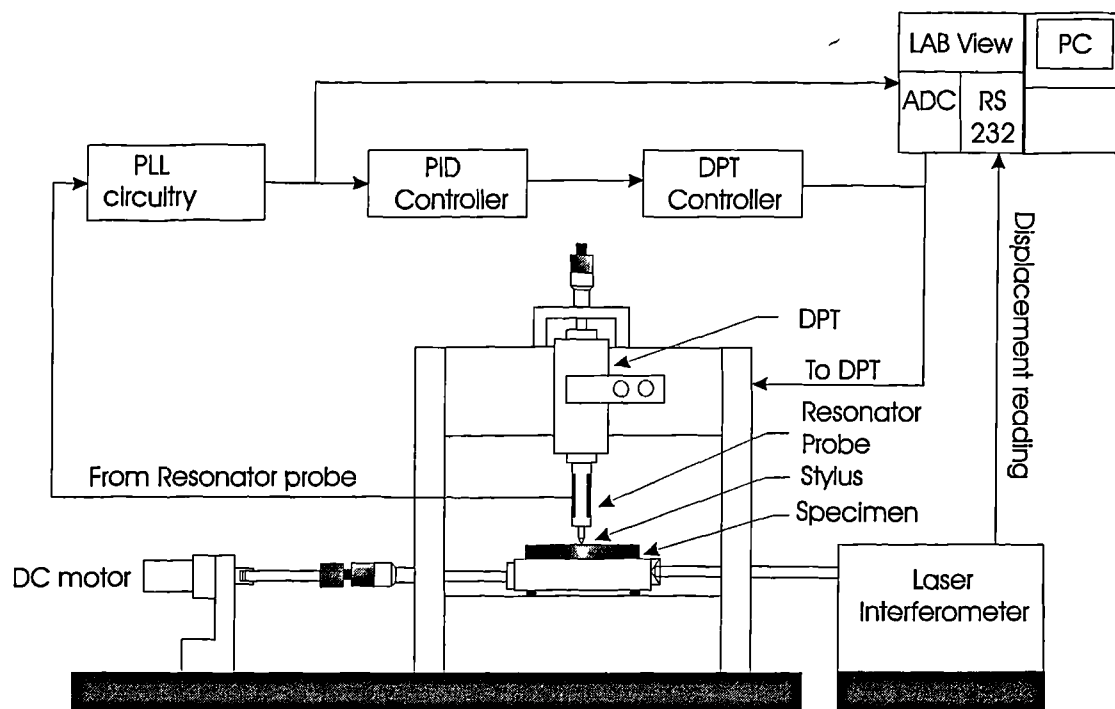 LAB View
PC
ADC
RS
232
PLL
circuitry
PID
Controller
DPT
Controller
Displacement reading
DPT
To DPT
Resonator
Probe
Stylus
Specimen
From Resonator probe
DC motor
Laser
Interferometer